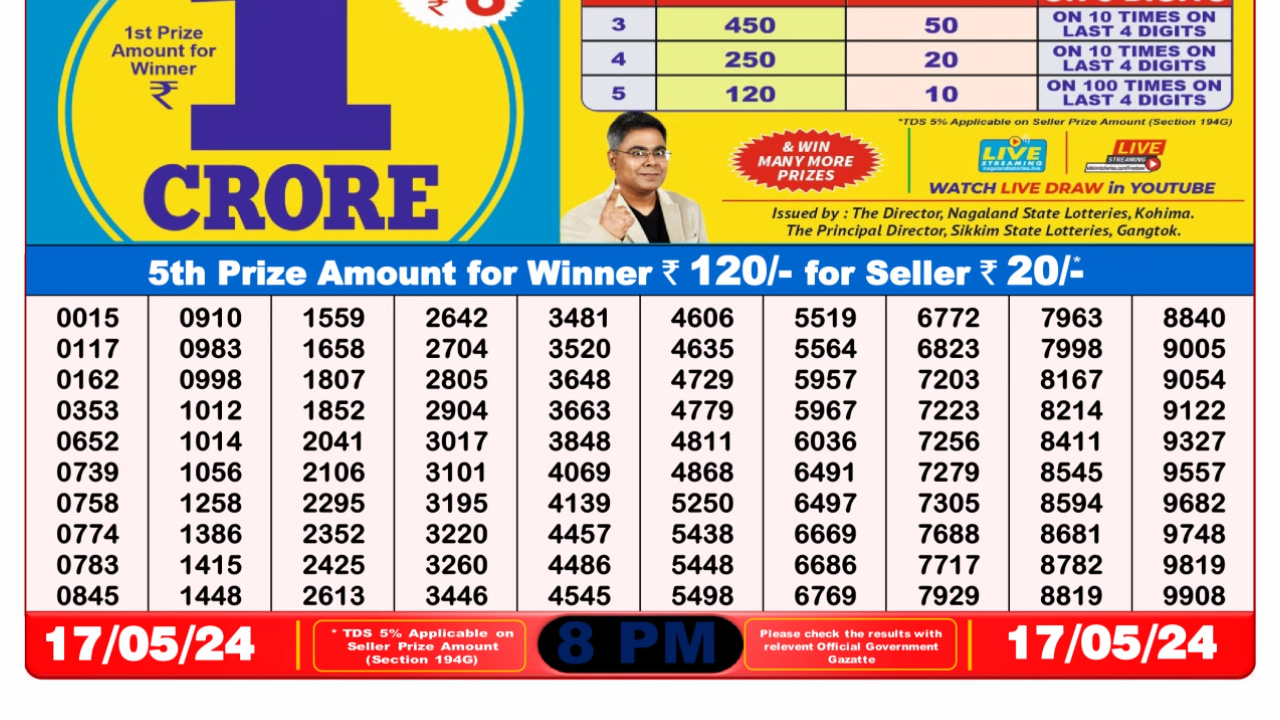 1
₹ 6
1st Prize
Amount for
Winner
₹
CRORE
3 450 50 ON 10 TIMES ON LAST 4 DIGITS
4 250 20 ON 10 TIMES ON LAST 4 DIGITS
5 120 10 ON 100 TIMES ON LAST 4 DIGITS
*TDS 5% Applicable on Seller Prize Amount (Section 194G)
& WIN
MANY MORE
PRIZES
LIVE
STREAMING
LIVE
STREAMING
WATCH LIVE DRAW in YOUTUBE
Issued by : The Director, Nagaland State Lotteries, Kohima.
The Principal Director, Sikkim State Lotteries, Gangtok.
5th Prize Amount for Winner ₹ 120/- for Seller ₹ 20/-*
0015 0910 1559 2642 3481 4606 5519 6772 7963 8840
0117 0983 1658 2704 3520 4635 5564 6823 7998 9005
0162 0998 1807 2805 3648 4729 5957 7203 8167 9054
0353 1012 1852 2904 3663 4779 5967 7223 8214 9122
0652 1014 2041 3017 3848 4811 6036 7256 8411 9327
0739 1056 2106 3101 4069 4868 6491 7279 8545 9557
0758 1258 2295 3195 4139 5250 6497 7305 8594 9682
0774 1386 2352 3220 4457 5438 6669 7688 8681 9748
0783 1415 2425 3260 4486 5448 6686 7717 8782 9819
0845 1448 2613 3446 4545 5498 6769 7929 8819 9908
17/05/24
* TDS 5% Applicable on
Seller Prize Amount
(Section 194G)
8 PM
Please check the results with
relevent Official Government
Gazatte
17/05/24